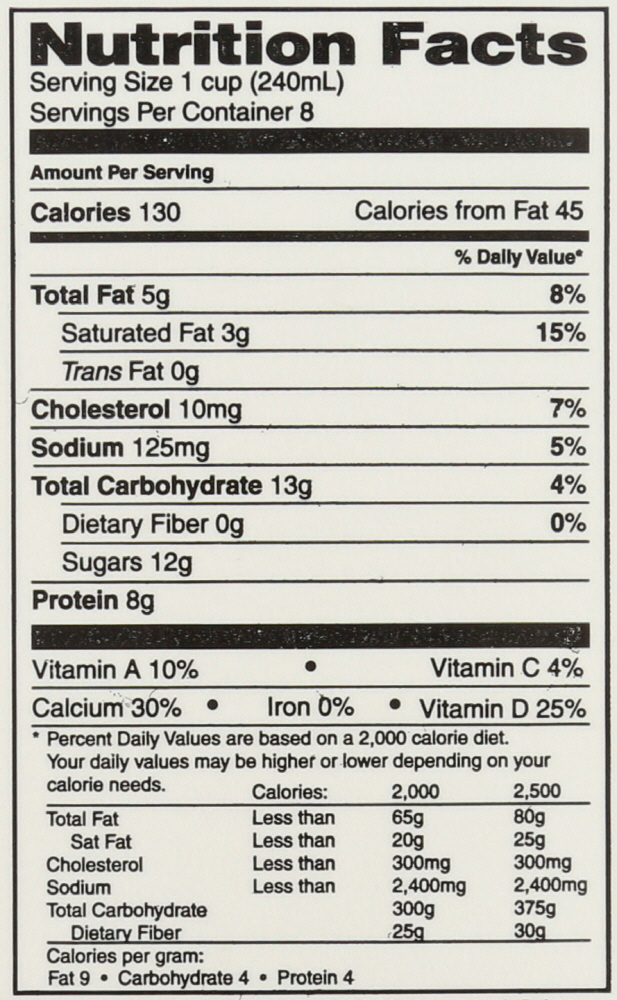 Nutrition Facts
Serving Size 1 cup (240mL)
Servings Per Container 8
Amount Per Serving
Calories 130 Calories from Fat 45
% Daily Value*
Total Fat 5g 8%
Saturated Fat 3g 15%
Trans Fat 0g
Cholesterol 10mg 7%
Sodium 125mg 5%
Total Carbohydrate 13g 4%
Dietary Fiber 0g 0%
Sugars 12g
Protein 8g
Vitamin A 10% • Vitamin C 4%
Calcium 30% • Iron 0% • Vitamin D 25%
* Percent Daily Values are based on a 2,000 calorie diet.
Your daily values may be higher or lower depending on your
calorie needs.
Calories: 2,000 2,500
Total Fat Less than 65g 80g
Sat Fat Less than 20g 25g
Cholesterol Less than 300mg 300mg
Sodium Less than 2,400mg 2,400mg
Total Carbohydrate 300g 375g
Dietary Fiber 25g 30g
Calories per gram:
Fat 9 • Carbohydrate 4 • Protein 4